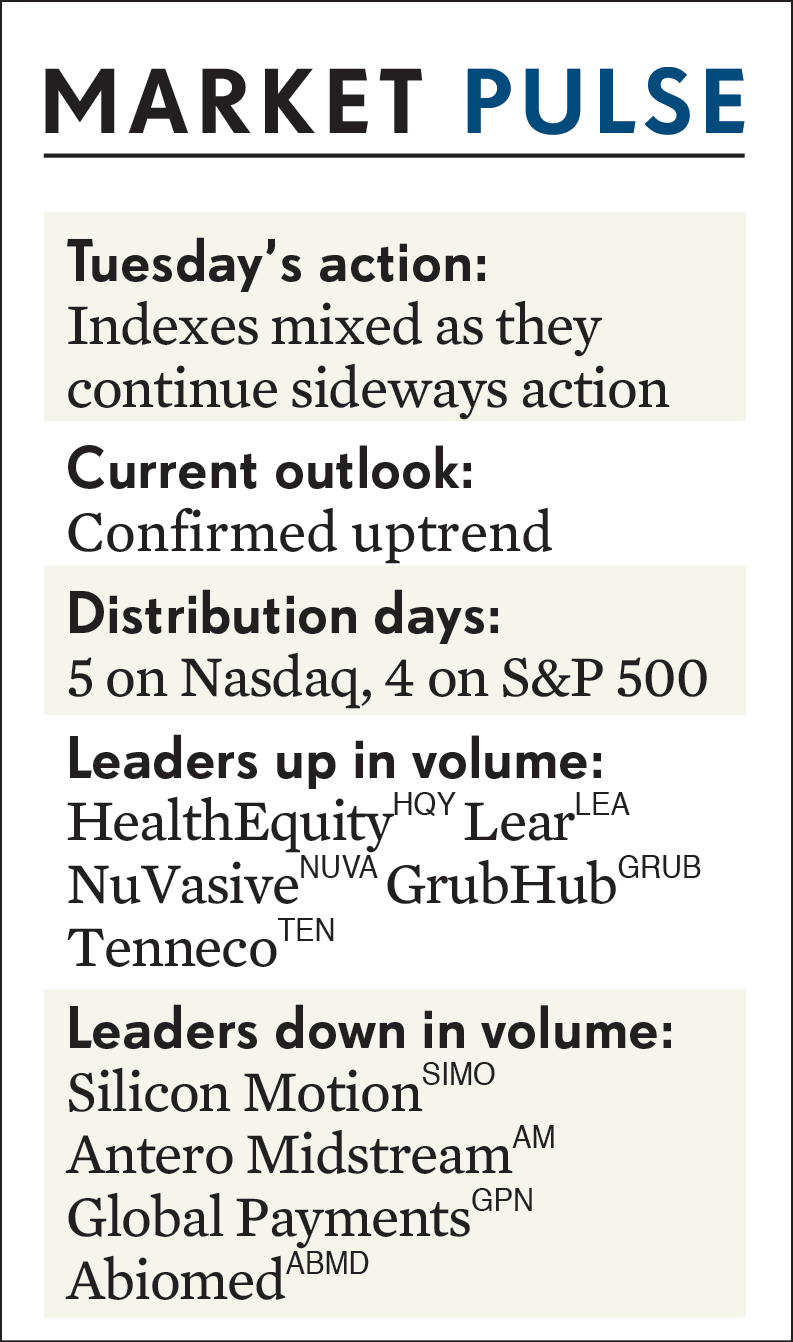 MARKET PULSE
Tuesday’s action:
Indexes mixed as they
continue sideways action
Current outlook:
Confirmed uptrend
Distribution days:
5 on Nasdaq, 4 on S&P 500
Leaders up in volume:
HealthEquity HQY Lear LEA
NuVasive NUVA GrubHub GRUB
Tenneco TEN
Leaders down in volume:
Silicon Motion SIMO
Antero Midstream AM
Global Payments GPN
Abiomed ABMD